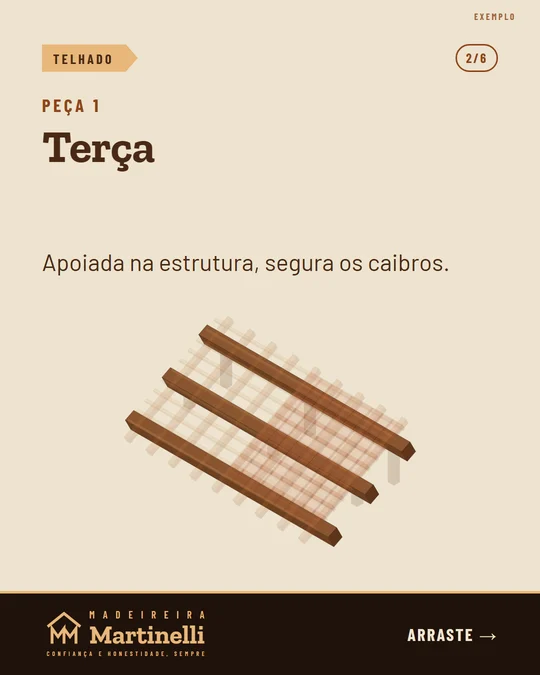 EXEMPLO
TELHADO
2/6
PEÇA 1
Terça
Apoiada na estrutura, segura os caibros.
MADEIREIRA
Martinelli
CONFIANÇA E HONESTIDADE, SEMPRE
ARRASTE →